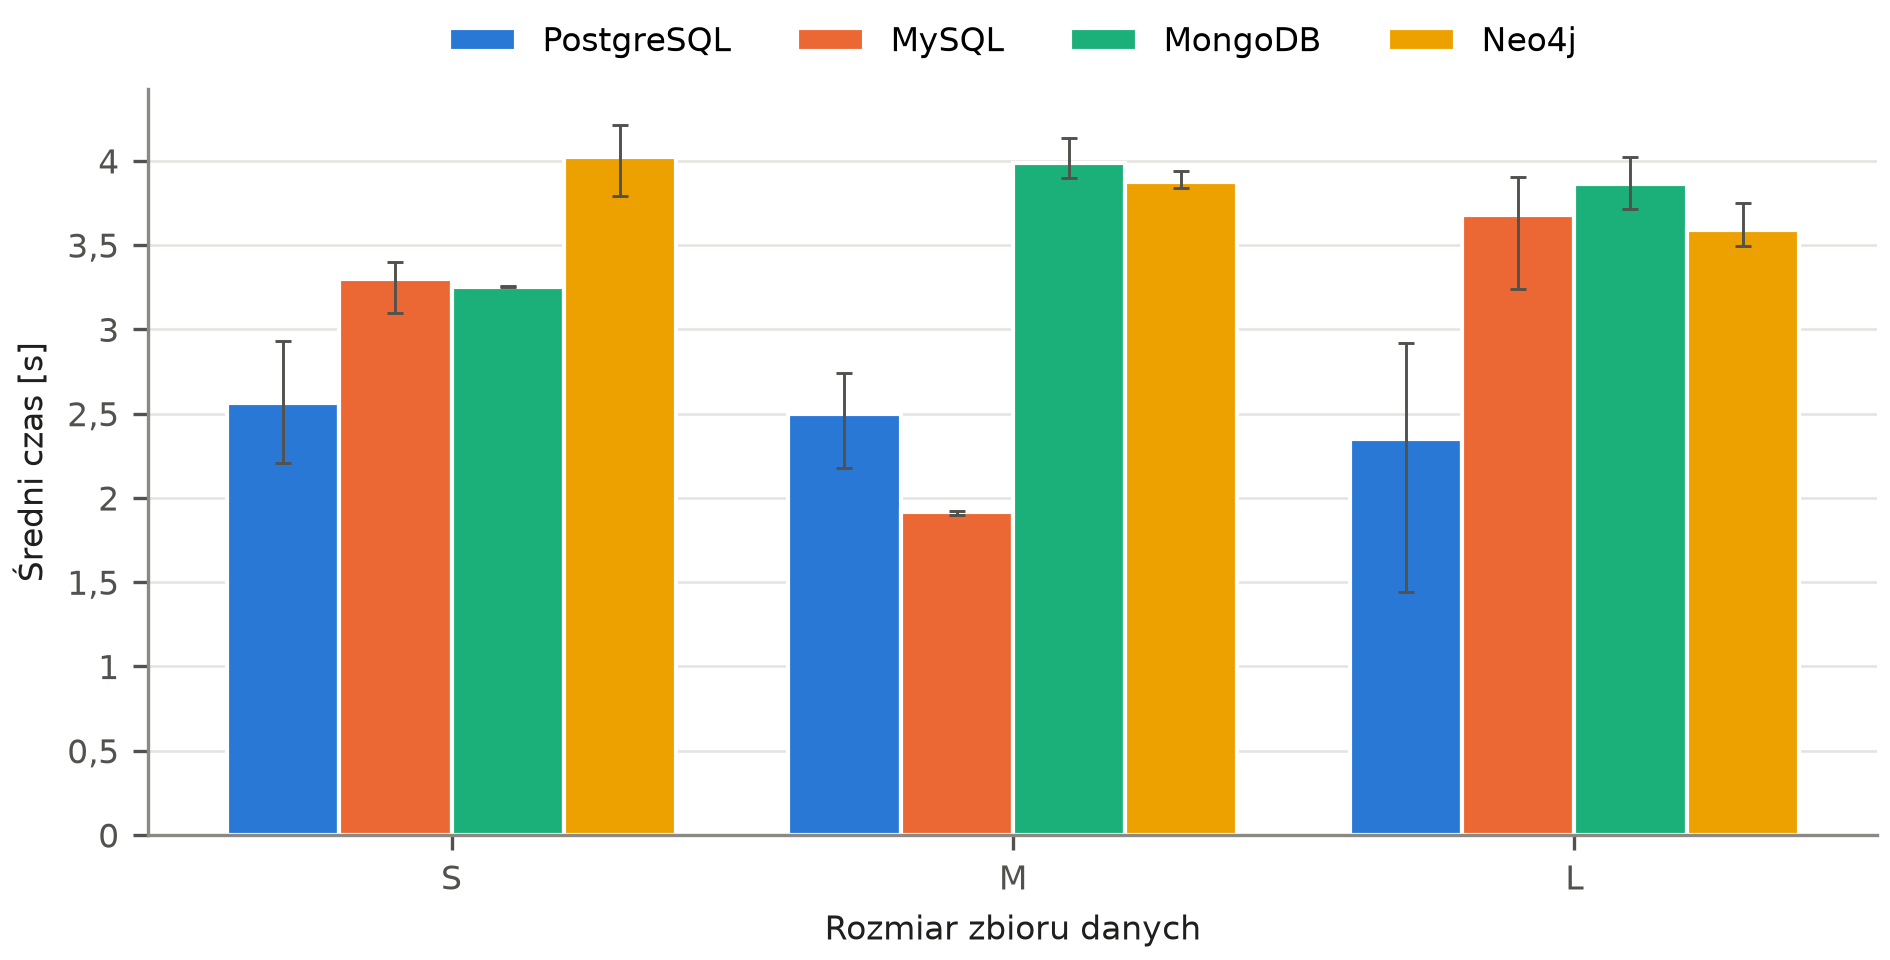 PostgreSQL MySQL MongoDB Neo4j
Średni czas [s]
4
3,5
3
2,5
2
1,5
1
0,5
0
S M L
Rozmiar zbioru danych